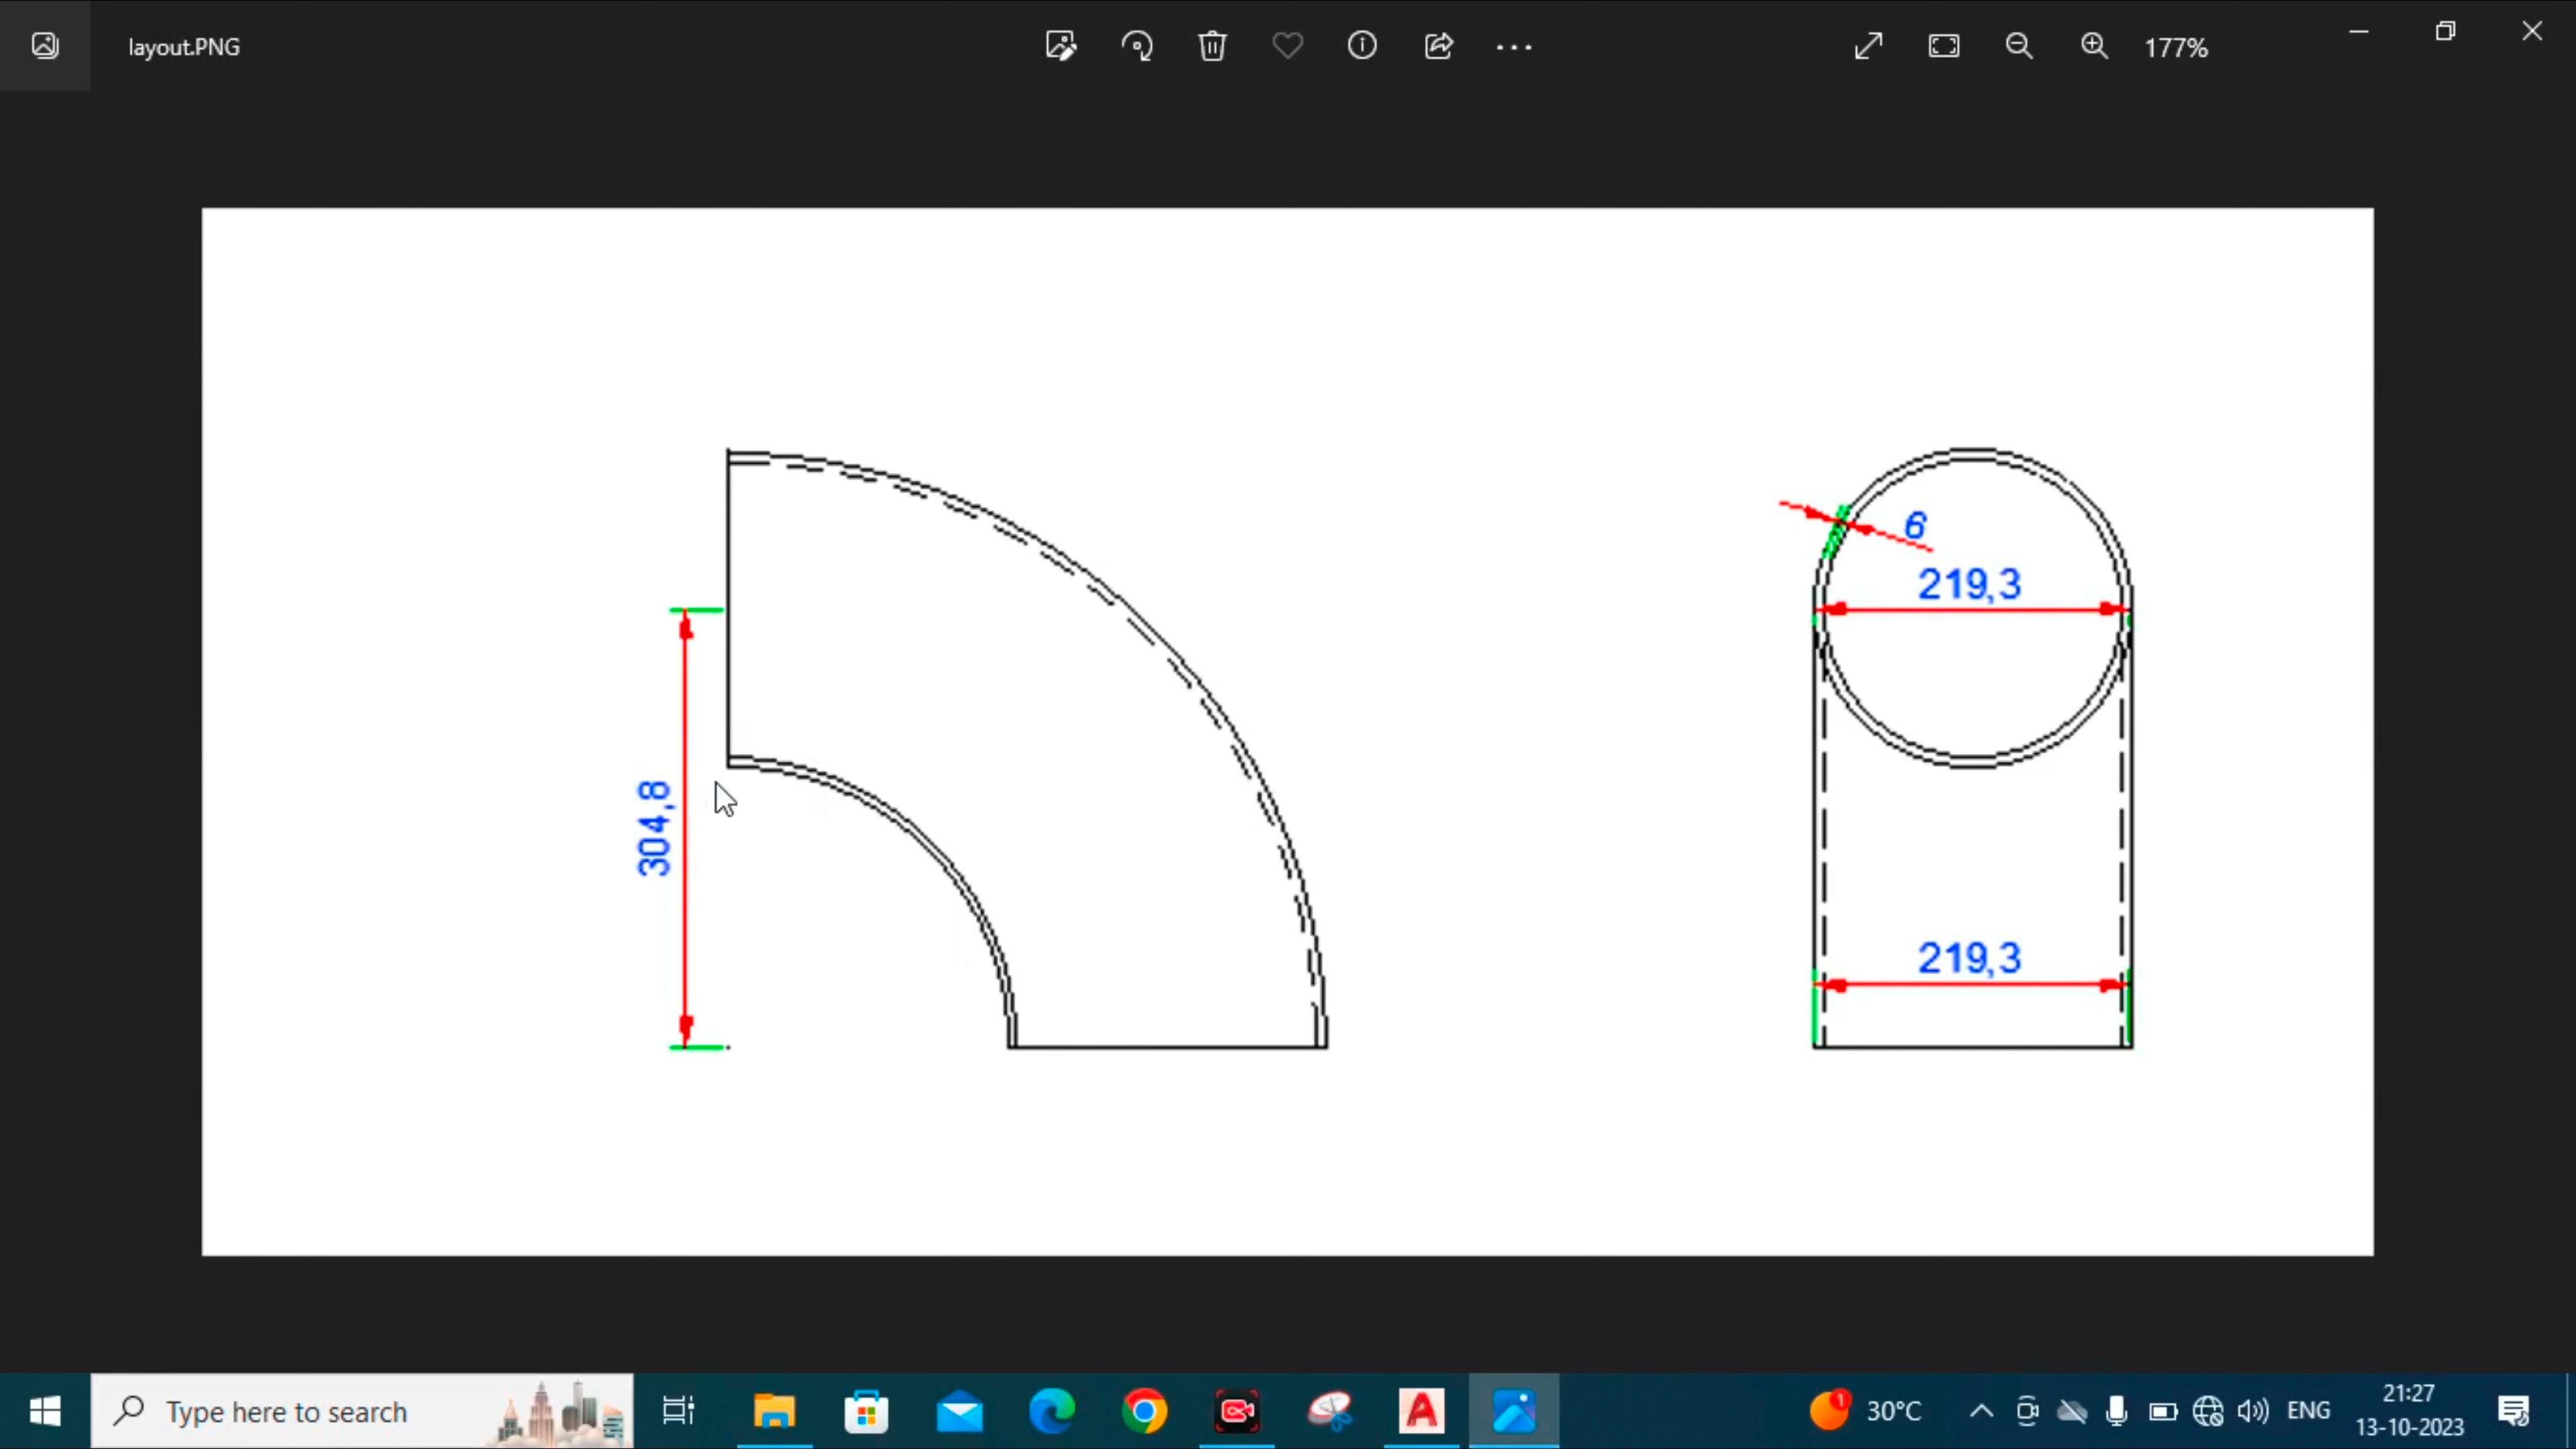 layout.PNG
177%
6
219,3
304,8
219,3
Type here to search
1
30°C
ENG
21:27
13-10-2023